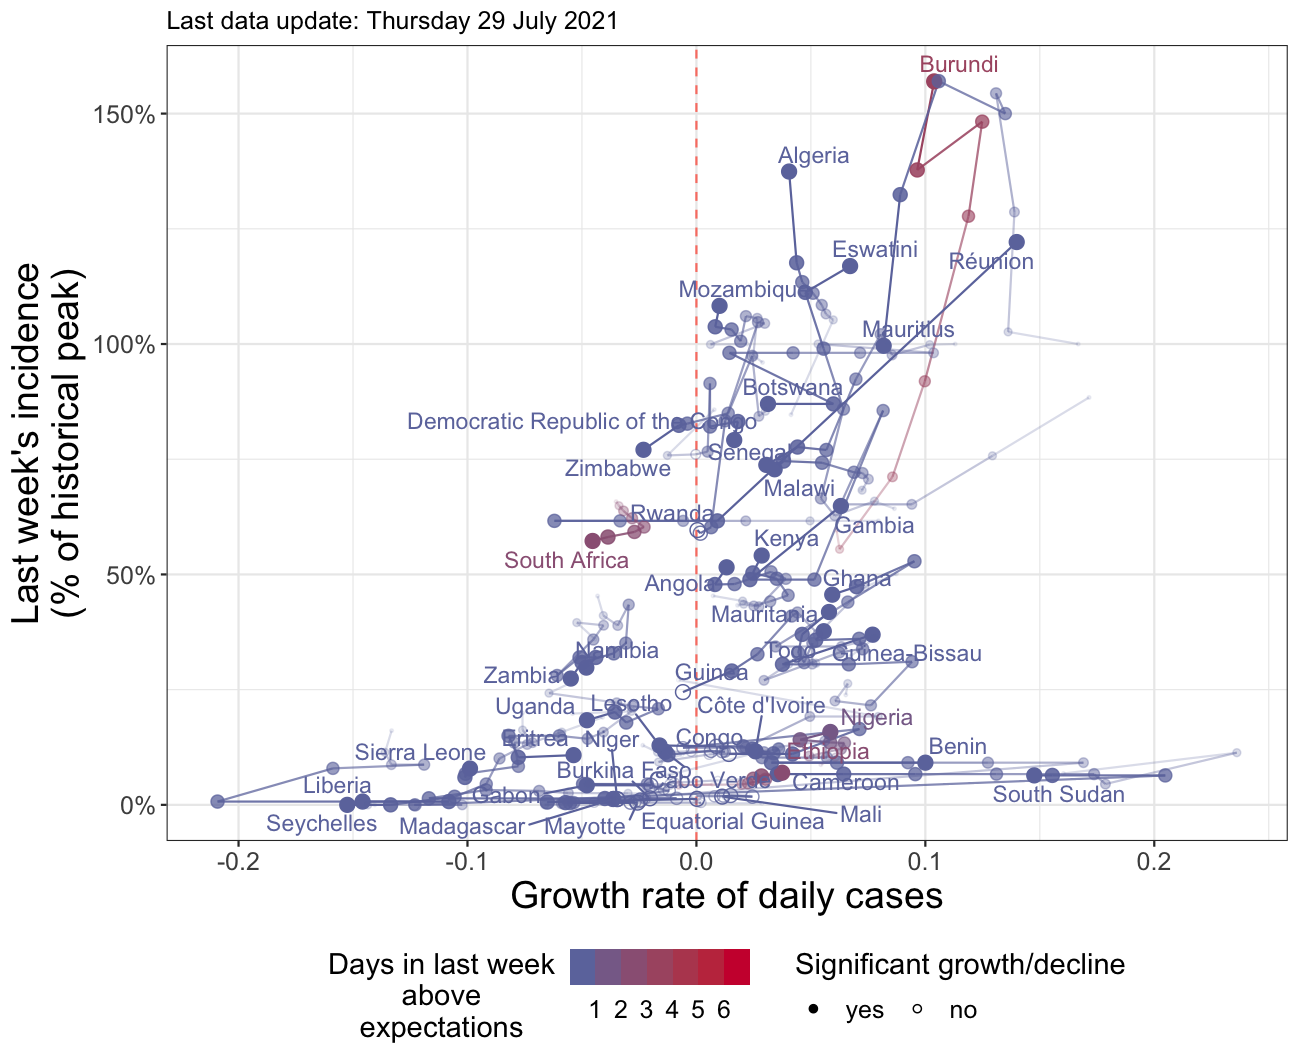 Last data update: Thursday 29 July 2021
Last week's incidence
(% of historical peak)
150%
100%
50%
0%
Burundi
Algeria
Eswatini
Réunion
Mozambique
Mauritius
Botswana
Democratic Republic of the Congo
Senegal
Zimbabwe
Malawi
Rwanda
Gambia
South Africa
Kenya
Angola
Ghana
Mauritania
Namibia
Togo
Guinea-Bissau
Zambia
Guinea
Uganda
Lesotho
Côte d'Ivoire
Nigeria
Eritrea
Niger
Congo
Ethiopia
Benin
Sierra Leone
Burkina Faso
Liberia
Gabon
Cabo Verde
Cameroon
South Sudan
Seychelles
Madagascar
Mayotte
Equatorial Guinea
Mali
-0.2
-0.1
0.0
0.1
0.2
Growth rate of daily cases
Days in last week
above
expectations
1 2 3 4 5 6
Significant growth/decline
yes
no